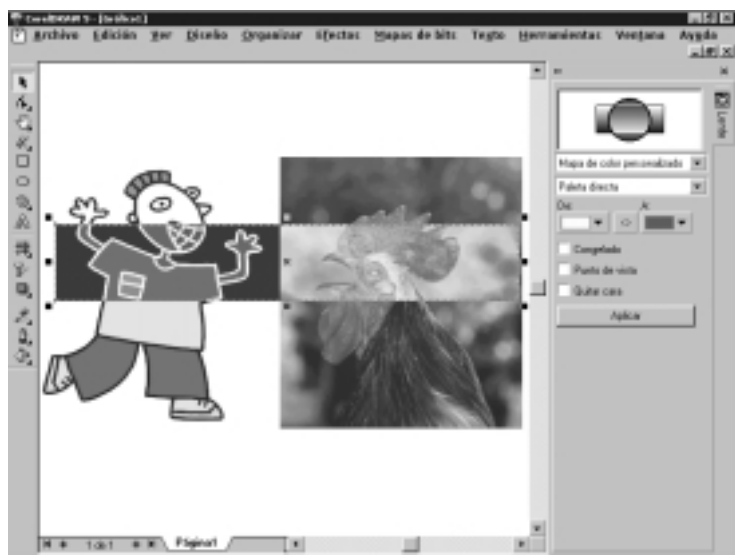 CorelDRAW 9 - [Gráfico1]
Archivo Edición Ver Diseño Organizar Efectos Mapas de bits Texto Herramientas Ventana Ayuda
Lente
Mapa de color personalizado
Paleta directa
De: A:
Congelado
Punto de vista
Quitar cara
Aplicar
1 de 1 Página1